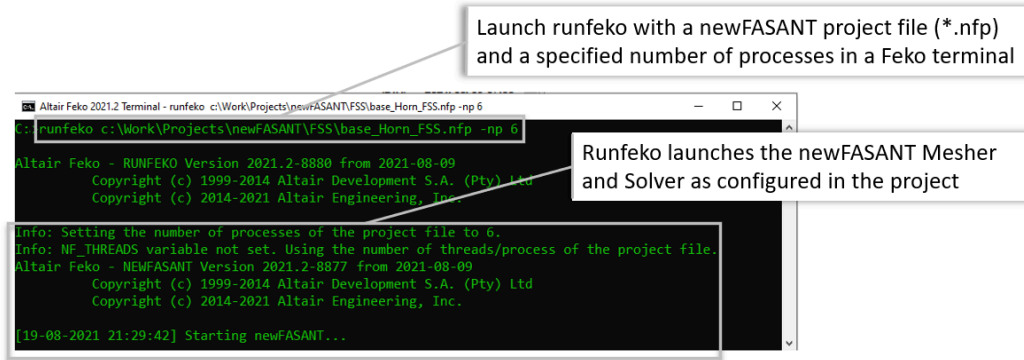 Launch runfeko with a newFASANT project file (*.nfp)
and a specified number of processes in a Feko terminal
Altair Feko 2021.2 Terminal - runfeko c:\Work\Projects\newFASANT\FSS\base_Horn_FSS.nfp -np 6
C:>runfeko c:\Work\Projects\newFASANT\FSS\base_Horn_FSS.nfp -np 6
Runfeko launches the newFASANT Mesher
and Solver as configured in the project
Altair Feko - RUNFEKO Version 2021.2-8880 from 2021-08-09
Copyright (c) 1999-2014 Altair Development S.A. (Pty) Ltd
Copyright (c) 2014-2021 Altair Engineering, Inc.
Info: Setting the number of processes of the project file to 6.
Info: NF_THREADS variable not set. Using the number of threads/process of the project file.
Altair Feko - NEWFASANT Version 2021.2-8877 from 2021-08-09
Copyright (c) 1999-2014 Altair Development S.A. (Pty) Ltd
Copyright (c) 2014-2021 Altair Engineering, Inc.
[19-08-2021 21:29:42] Starting newFASANT...